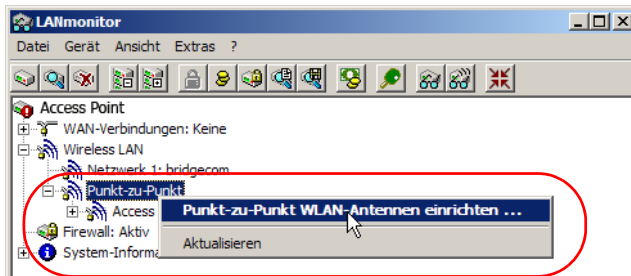 LANmonitor
Datei Gerät Ansicht Extras ?
Access Point
WAN-Verbindungen: Keine
Wireless LAN
Netzwerk 1: bridgecom
Punkt-zu-Punkt
Access
Punkt-zu-Punkt WLAN-Antennen einrichten ...
Firewall: Aktiv
Aktualisieren
System-Informa